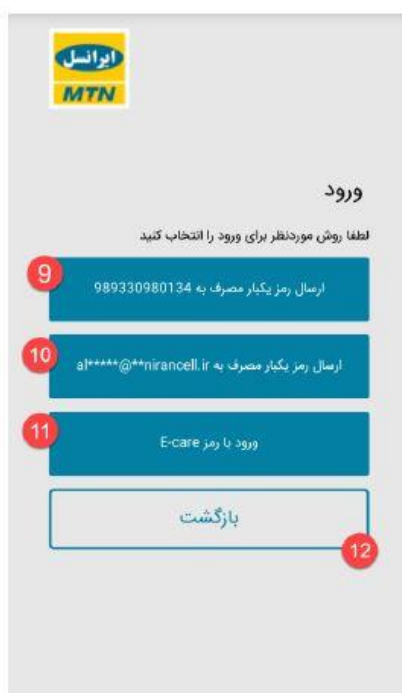 ایرانسل
MTN
ورود
لطفا روش موردنظر برای ورود را انتخاب کنید
9
ارسال رمز یکبار مصرف به 989330980134
10
ارسال رمز یکبار مصرف به al*****@**nirancell.ir
11
ورود با رمز E-care
بازگشت
12